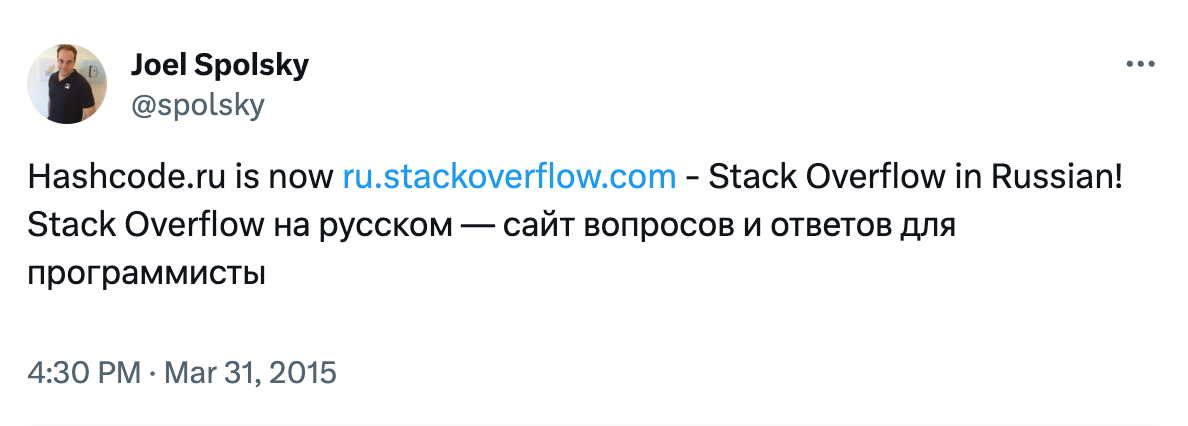 Joel Spolsky
@spolsky
Hashcode.ru is now ru.stackoverflow.com - Stack Overflow in Russian!
Stack Overflow на русском — сайт вопросов и ответов для
программисты
4:30 PM · Mar 31, 2015